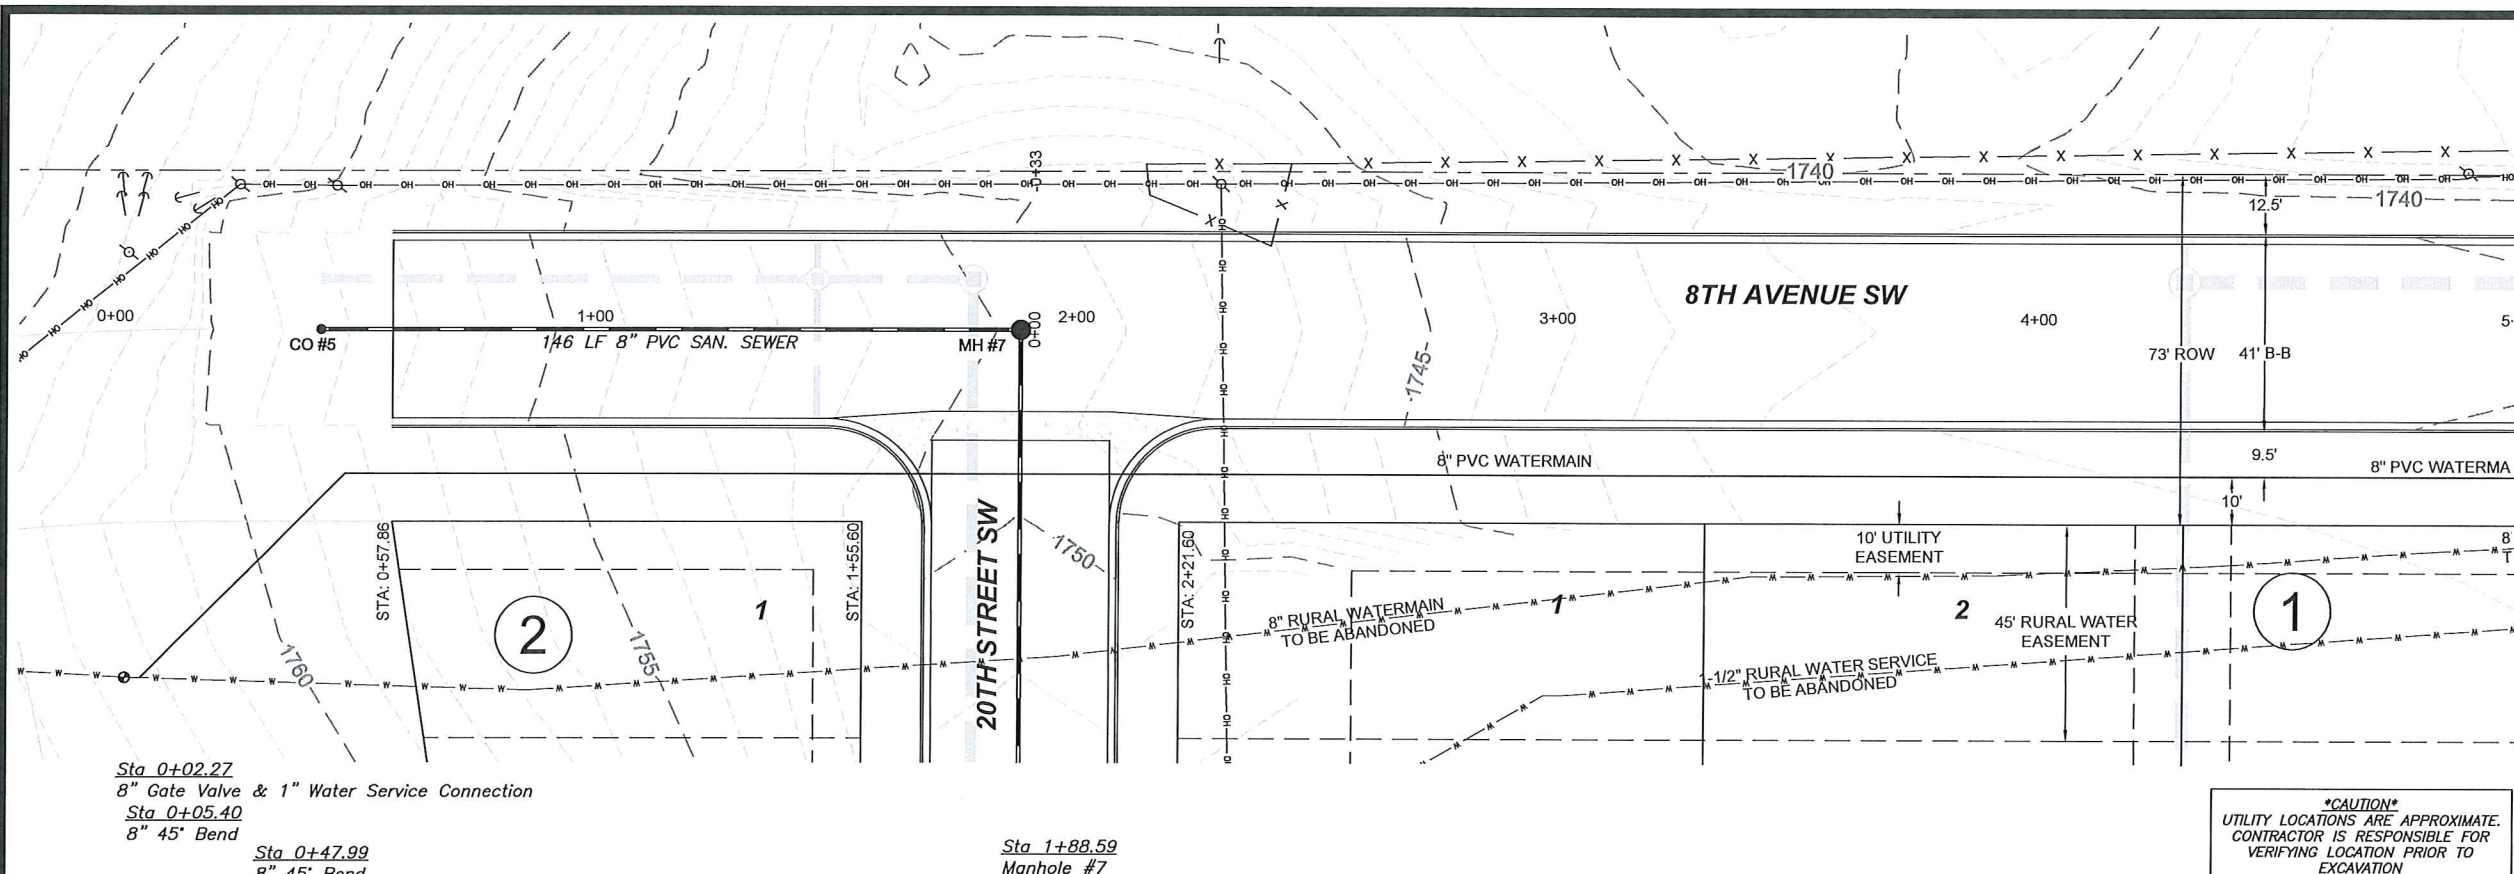 -0+33
1740
12.5'
1740
8TH AVENUE SW
0+00
1+00
0+00
2+00
3+00
4+00
5+
CO #5
146 LF 8" PVC SAN. SEWER
MH #7
73' ROW
41' B-B
1745
8" PVC WATERMAIN
9.5'
8" PVC WATERMA
10'
STA: 0+57.86
STA: 1+55.60
20TH STREET SW
1750
STA: 2+21.60
10' UTILITY
EASEMENT
8
T
2
1
8" RURAL WATERMAIN
TO BE ABANDONED
1
2
45' RURAL WATER
EASEMENT
1
1760
1755
1-1/2" RURAL WATER SERVICE
TO BE ABANDONED
Sta 0+02.27
8" Gate Valve & 1" Water Service Connection
Sta 0+05.40
8" 45° Bend
Sta 0+47.99
8" 45° Bend
Sta 1+88.59
Manhole #7
*CAUTION*
UTILITY LOCATIONS ARE APPROXIMATE.
CONTRACTOR IS RESPONSIBLE FOR
VERIFYING LOCATION PRIOR TO
EXCAVATION